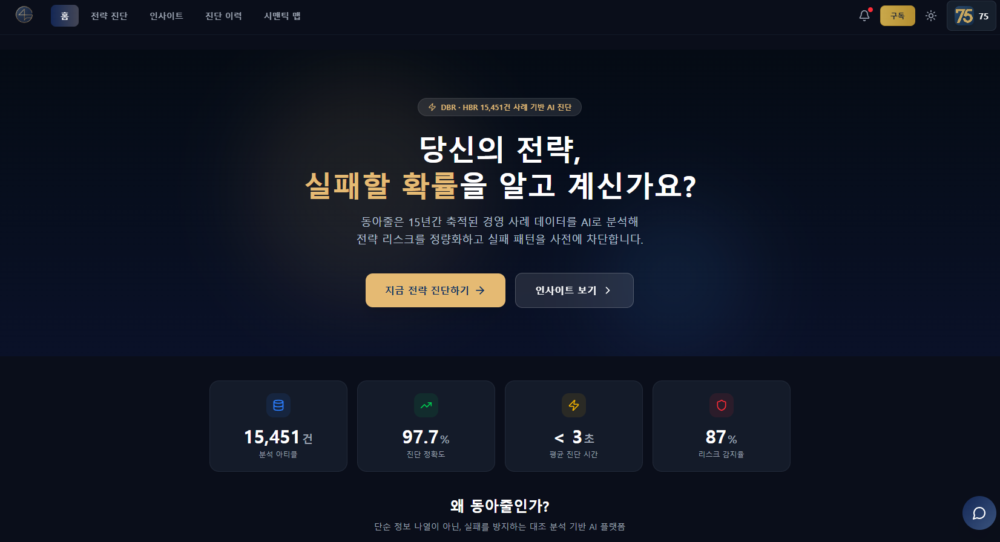 홈
전략 진단
인사이트
진단 이력
시맨틱 맵
구독
75
75
DBR · HBR 15,451건 사례 기반 AI 진단
당신의 전략,
실패할 확률을 알고 계신가요?
동아줄은 15년간 축적된 경영 사례 데이터를 AI로 분석해
전략 리스크를 정량화하고 실패 패턴을 사전에 차단합니다.
지금 전략 진단하기
인사이트 보기
15,451건
분석 아티클
97.7%
진단 정확도
< 3초
평균 진단 시간
87%
리스크 감지율
왜 동아줄인가?
단순 정보 나열이 아닌, 실패를 방지하는 대조 분석 기반 AI 플랫폼